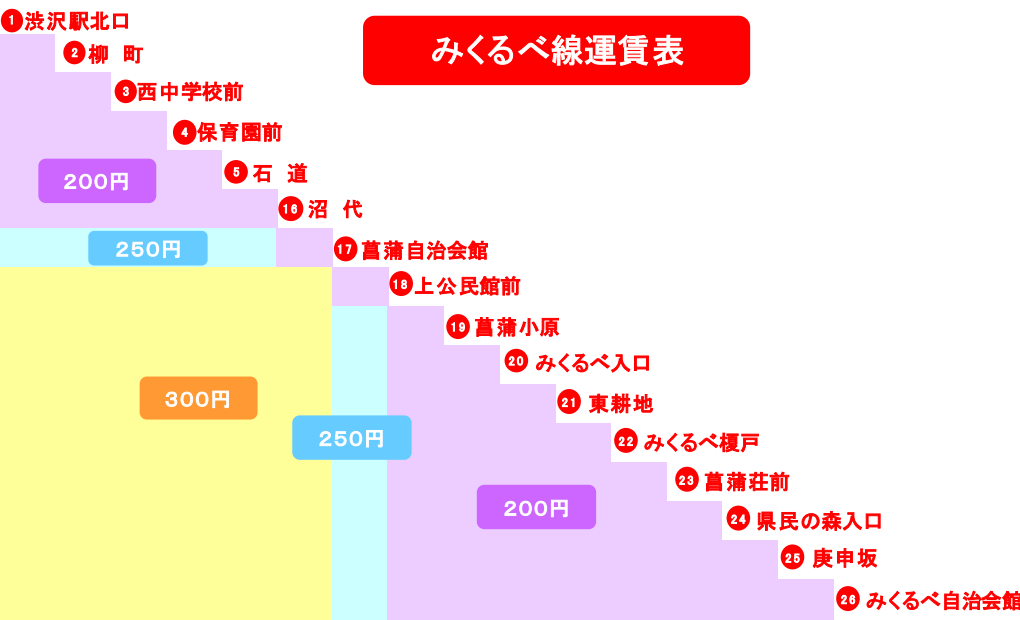 みくるべ線運賃表
1 渋沢駅北口
2 柳 町
3 西中学校前
4 保育園前
5 石 道
200円
16 沼 代
17 菖蒲自治会館
250円
18 上公民館前
19 菖蒲小原
20 みくるべ入口
21 東耕地
300円
250円
22 みくるべ榎戸
23 菖蒲荘前
200円
24 県民の森入口
25 庚申坂
26 みくるべ自治会館